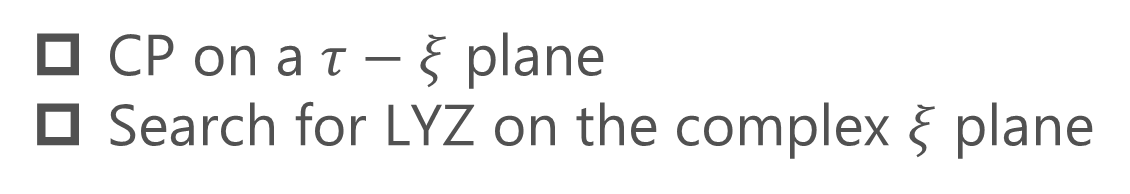 CP on a τ − ξ plane
Search for LYZ on the complex ξ plane